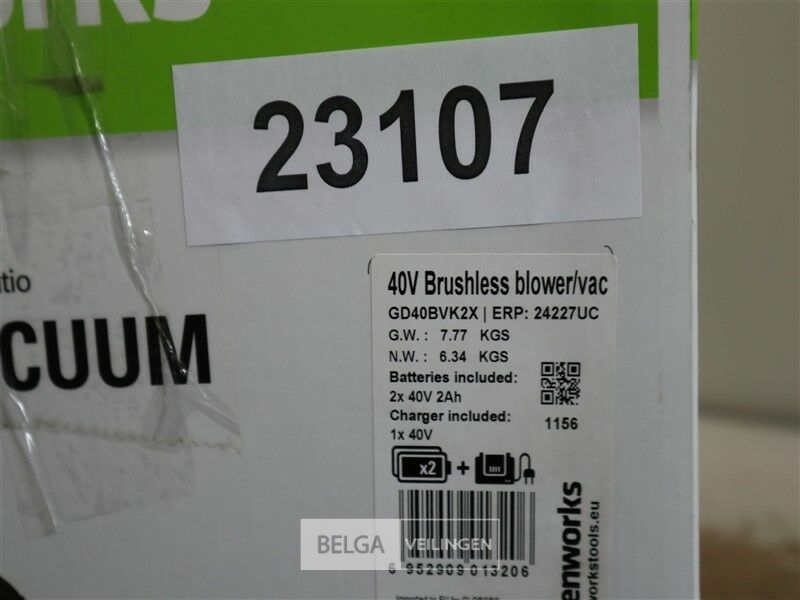 23107
40V Brushless blower/vac
GD40BVK2X | ERP: 24227UC
G.W. : 7.77 KGS
N.W. : 6.34 KGS
Batteries included:
2x 40V 2Ah
Charger included:
1x 40V
1156
x2 +
CUUM
BELGA VEILINGEN
6 952909 013206
enworks
workstools.eu